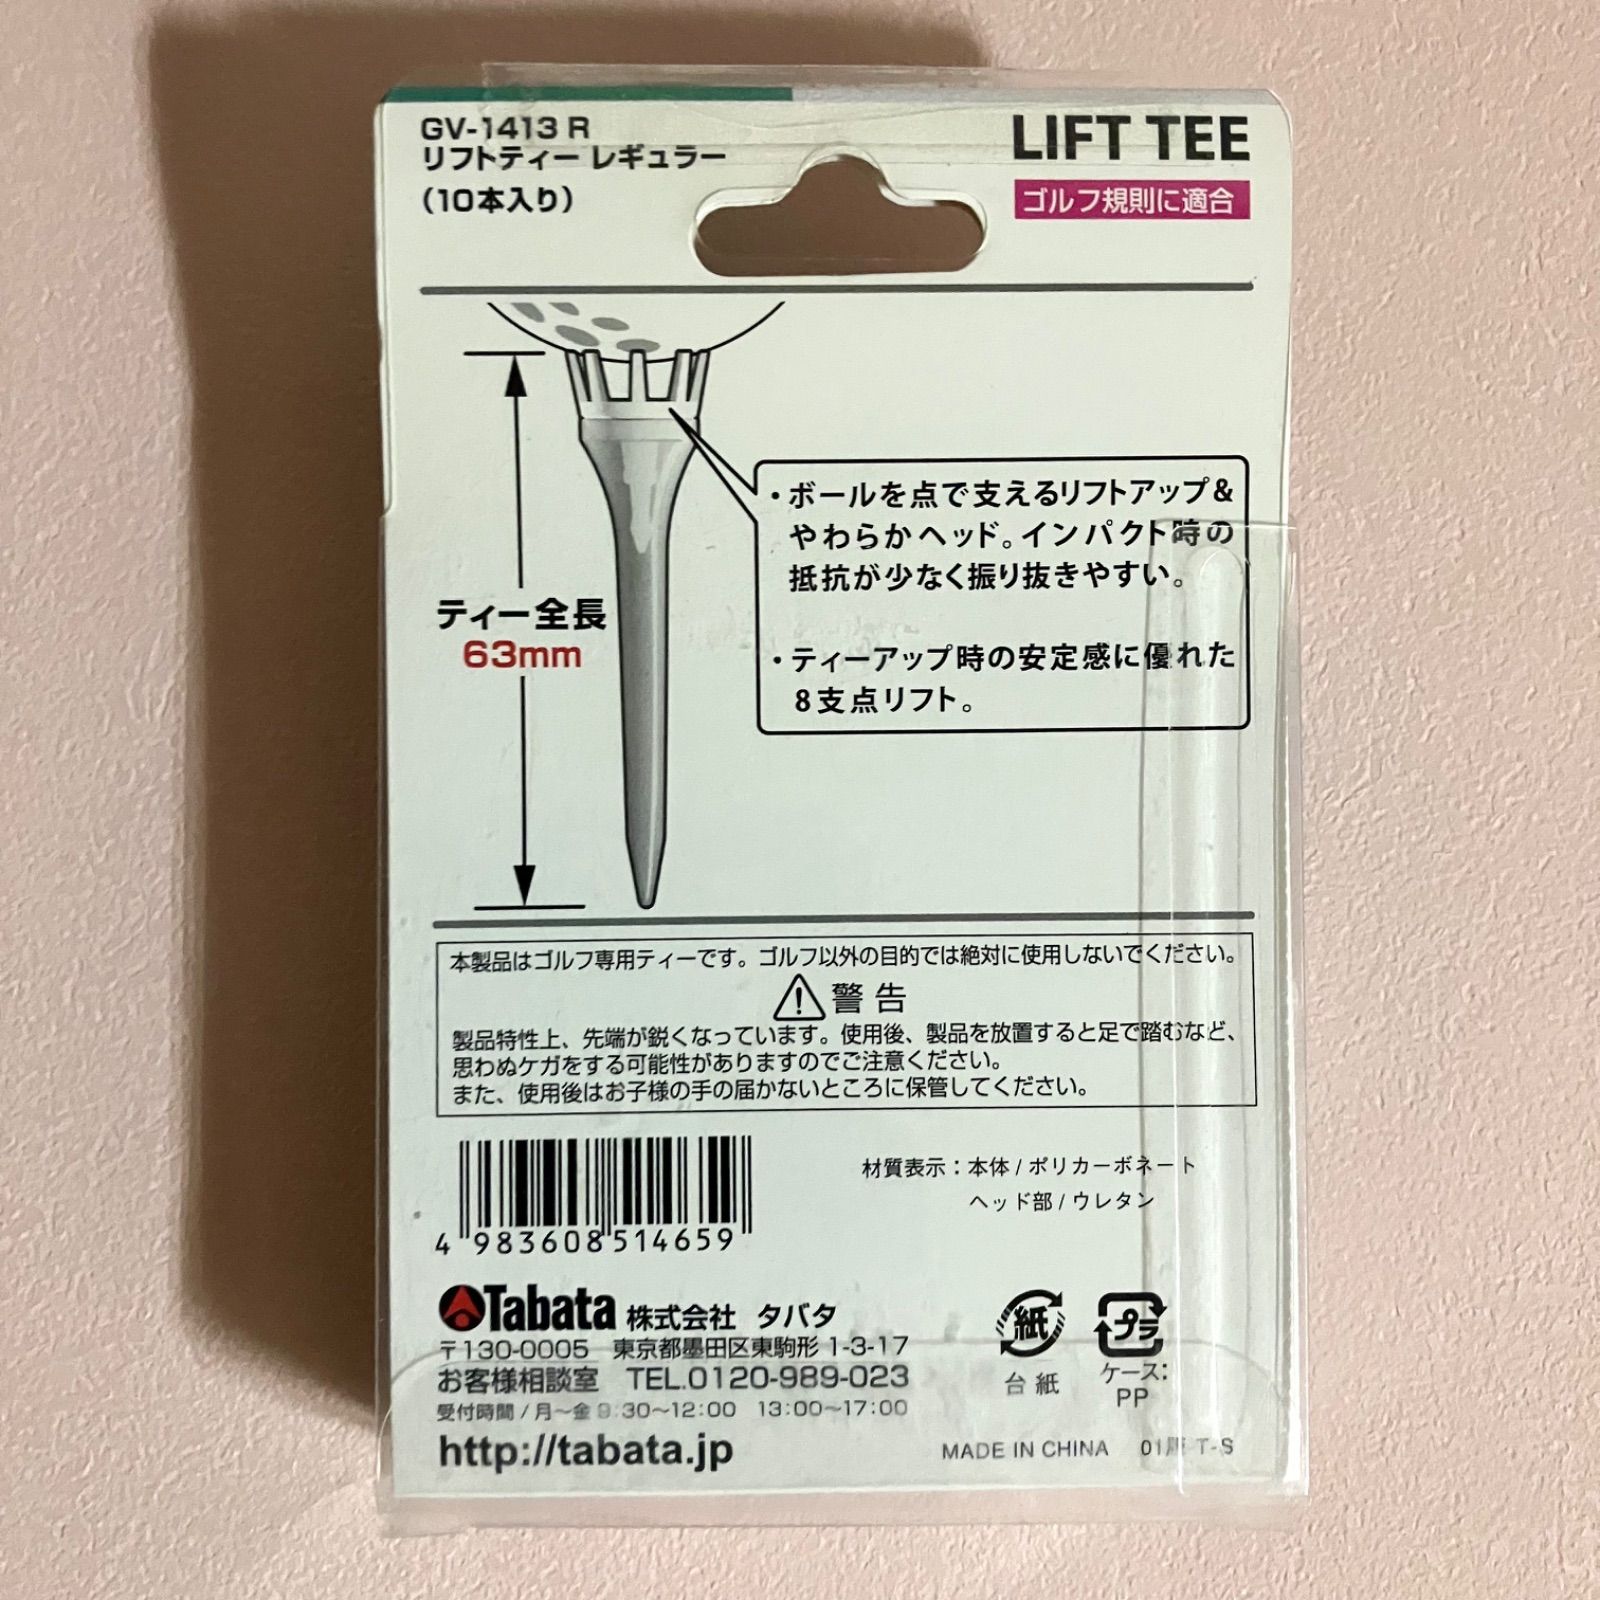 GV-1413 R
リフトティー レギュラー
（10本入り）
LIFT TEE
ゴルフ規則に適合
ティー全長
63mm
・ボールを点で支えるリフトアップ&
やわらかヘッド。インパクト時の
抵抗が少なく振り抜きやすい。
・ティーアップ時の安定感に優れた
8支点リフト。
本製品はゴルフ専用ティーです。ゴルフ以外の目的では絶対に使用しないでください。
警告
製品特性上、先端が鋭くなっています。使用後、製品を放置すると足で踏むなど、
思わぬケガをする可能性がありますのでご注意ください。
また、使用後はお子様の手の届かないところに保管してください。
材質表示：本体/ポリカーボネート
ヘッド部/ウレタン
4 983608 514659
Tabata 株式会社 タバタ
〒130-0005 東京都墨田区東駒形 1-3-17
お客様相談室 TEL.0120-989-023
受付時間/月～金 9:30～12:00 13:00～17:00
http://tabata.jp
紙
台紙
プラ
ケース:
PP
MADE IN CHINA T-S